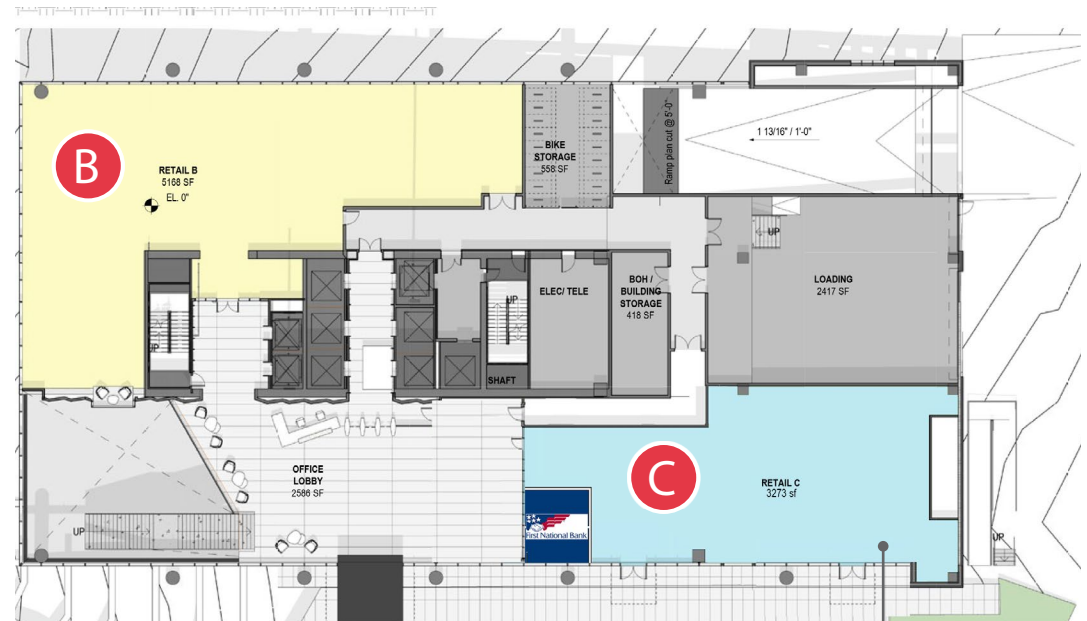 B
RETAIL B
5168 SF
EL. 0"
BIKE
STORAGE
558 SF
Ramp plan cut @ 5'-0"
1 13/16" / 1'-0"
UP
LOADING
2417 SF
ELEC/ TELE
BOH /
BUILDING
STORAGE
418 SF
UP
UP
SHAFT
OFFICE
LOBBY
2586 SF
UP
C
RETAIL C
3273 sf
First National Bank
UP